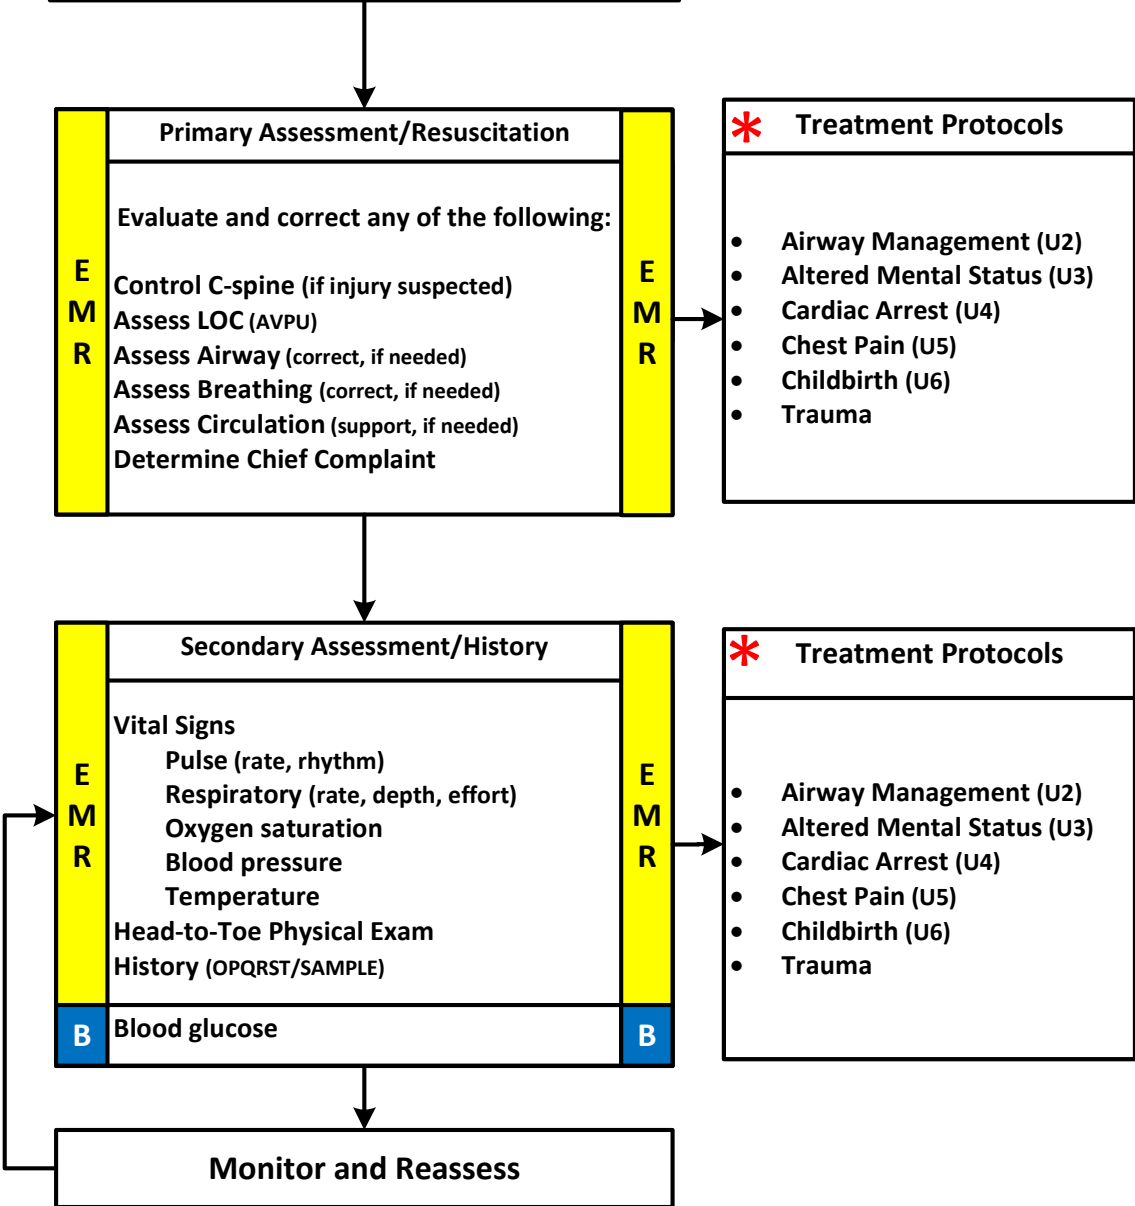 Primary Assessment/Resuscitation
Evaluate and correct any of the following:
E
M
R
Control C-spine (if injury suspected)
Assess LOC (AVPU)
Assess Airway (correct, if needed)
Assess Breathing (correct, if needed)
Assess Circulation (support, if needed)
Determine Chief Complaint
E
M
R
* Treatment Protocols
• Airway Management (U2)
• Altered Mental Status (U3)
• Cardiac Arrest (U4)
• Chest Pain (U5)
• Childbirth (U6)
• Trauma
Secondary Assessment/History
E
M
R
Vital Signs
Pulse (rate, rhythm)
Respiratory (rate, depth, effort)
Oxygen saturation
Blood pressure
Temperature
Head-to-Toe Physical Exam
History (OPQRST/SAMPLE)
E
M
R
B Blood glucose B
* Treatment Protocols
• Airway Management (U2)
• Altered Mental Status (U3)
• Cardiac Arrest (U4)
• Chest Pain (U5)
• Childbirth (U6)
• Trauma
Monitor and Reassess